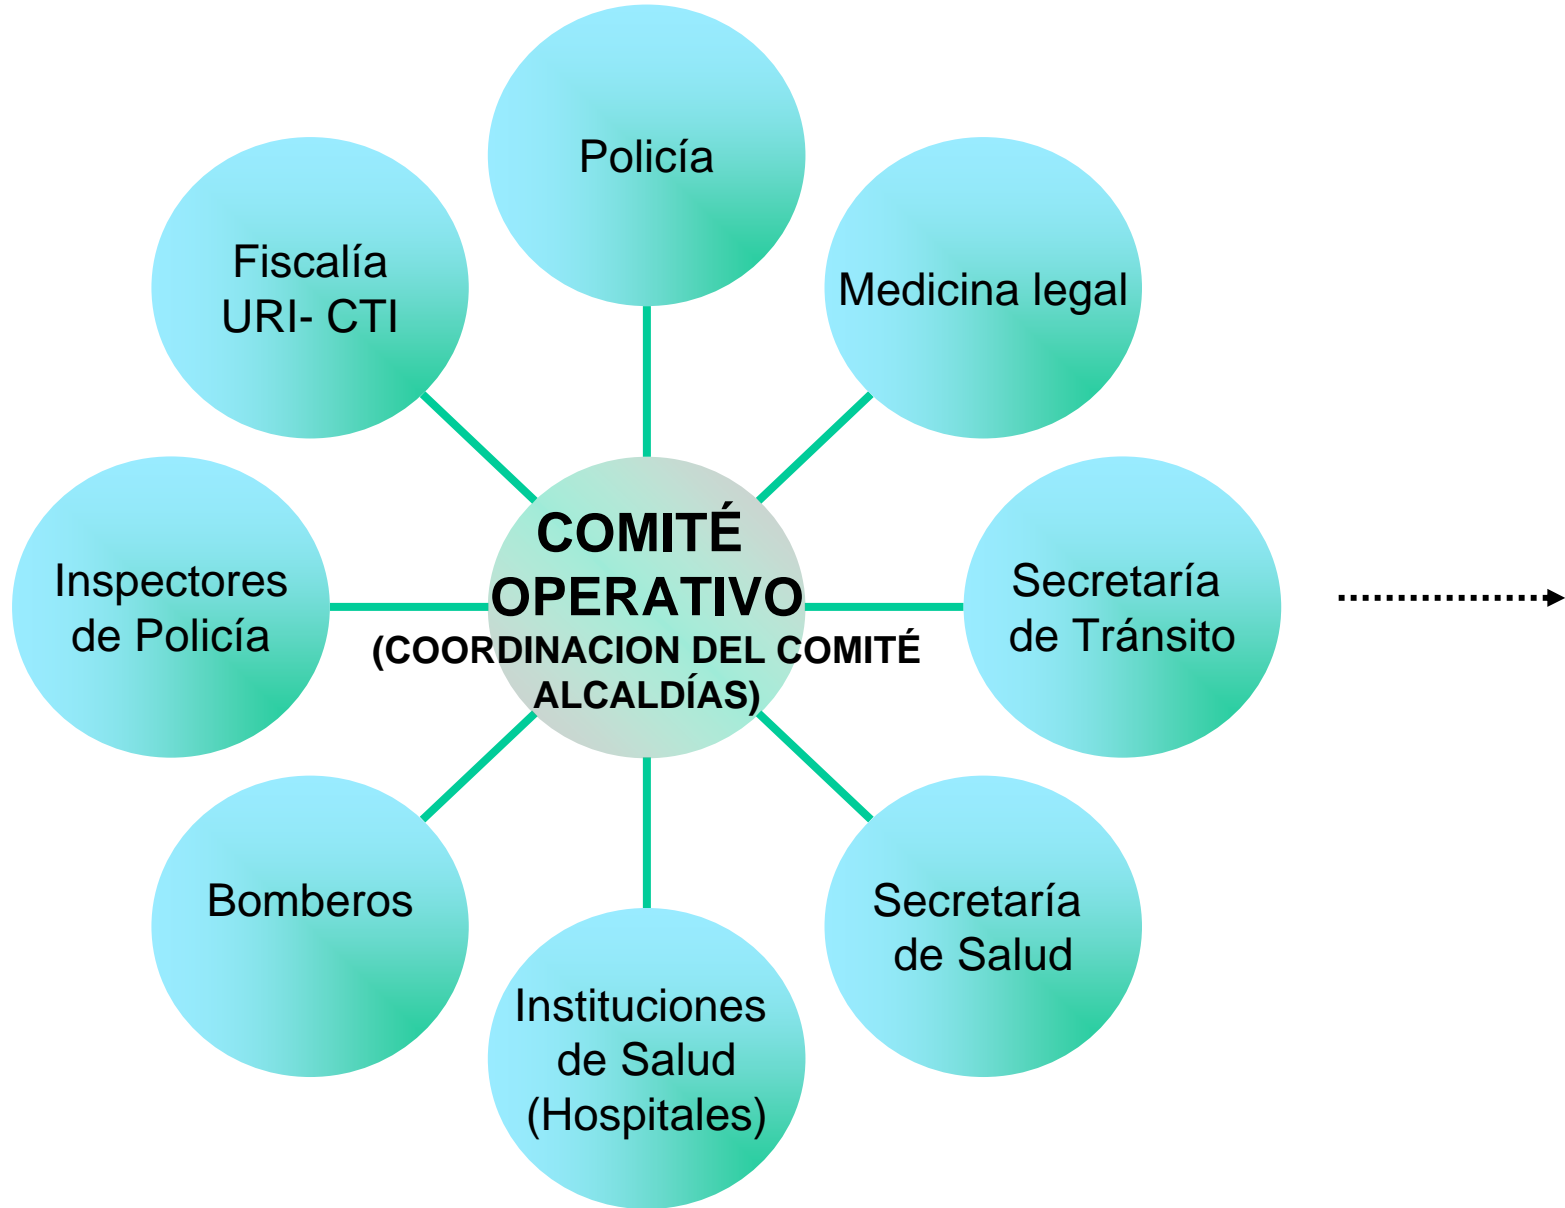 Policía
Fiscalía
URI- CTI
Medicina legal
COMITÉ
OPERATIVO
(COORDINACION DEL COMITÉ
ALCALDÍAS)
Inspectores
de Policía
Secretaría
de Tránsito
Bomberos
Secretaría
de Salud
Instituciones
de Salud
(Hospitales)